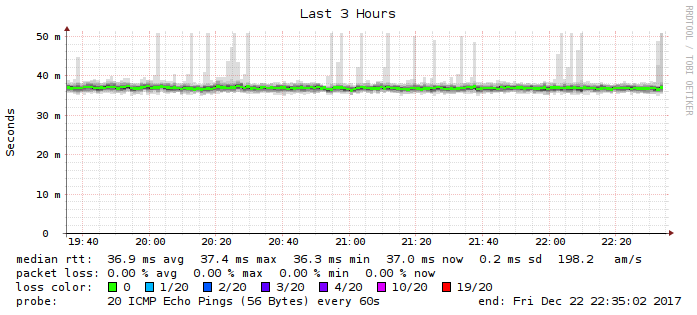 Last 3 Hours
RRDTOOL / TOBI OETIKER
Seconds
50 m
40 m
30 m
20 m
10 m
0
19:40 20:00 20:20 20:40 21:00 21:20 21:40 22:00 22:20
median rtt: 36.9 ms avg 37.4 ms max 36.3 ms min 37.0 ms now 0.2 ms sd 198.2 am/s
packet loss: 0.00 % avg 0.00 % max 0.00 % min 0.00 % now
loss color: 0 1/20 2/20 3/20 4/20 10/20 19/20
probe: 20 ICMP Echo Pings (56 Bytes) every 60s end: Fri Dec 22 22:35:02 2017